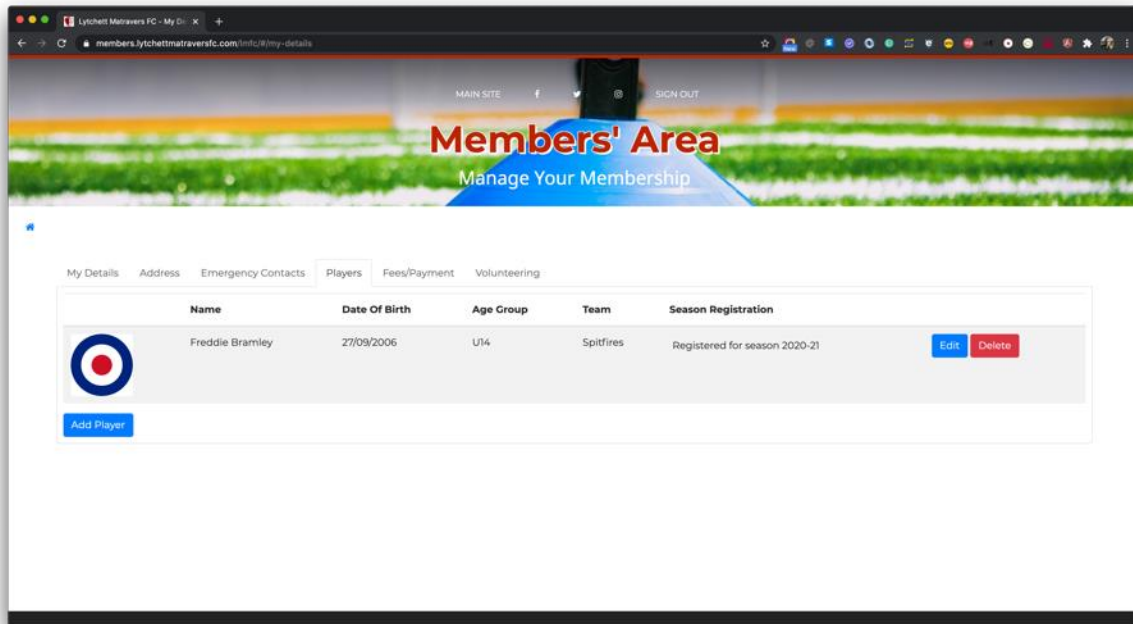 Lytchett Matravers FC - My De
members.lytchettmatraversfc.com/lmfc/#/my-details
MAIN SITE SIGN OUT
Members' Area
Manage Your Membership
My Details Address Emergency Contacts Players Fees/Payment Volunteering
Name Date Of Birth Age Group Team Season Registration
Freddie Bramley 27/09/2006 U14 Spitfires Registered for season 2020-21 Edit Delete
Add Player